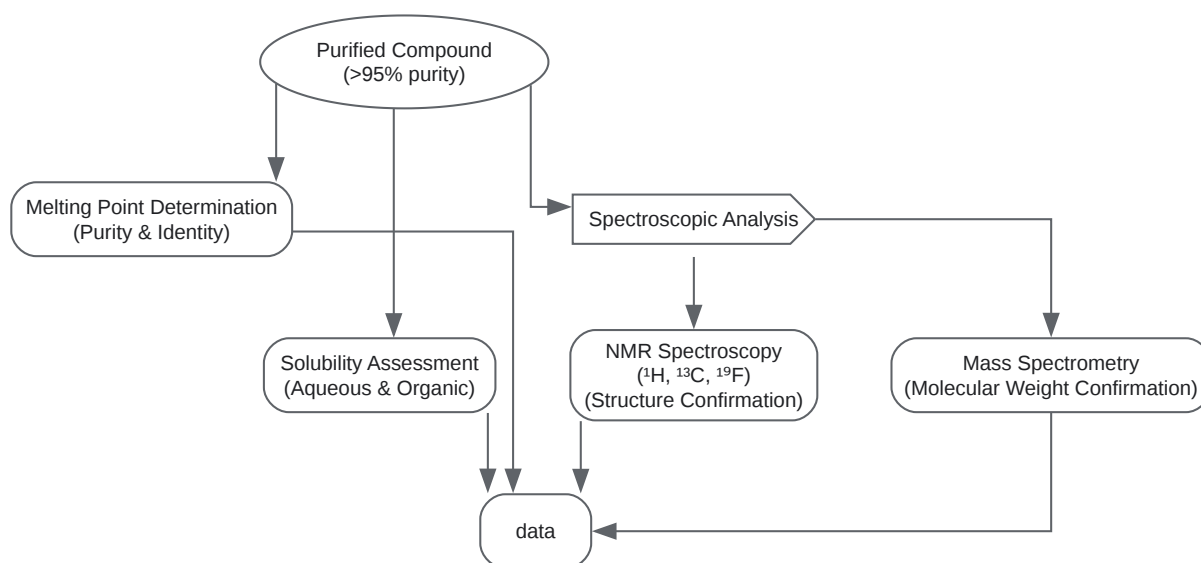 Purified Compound
(>95% purity)
Melting Point Determination
(Purity & Identity)
Spectroscopic Analysis
Solubility Assessment
(Aqueous & Organic)
NMR Spectroscopy
(¹H, ¹³C, ¹⁹F)
(Structure Confirmation)
Mass Spectrometry
(Molecular Weight Confirmation)
data